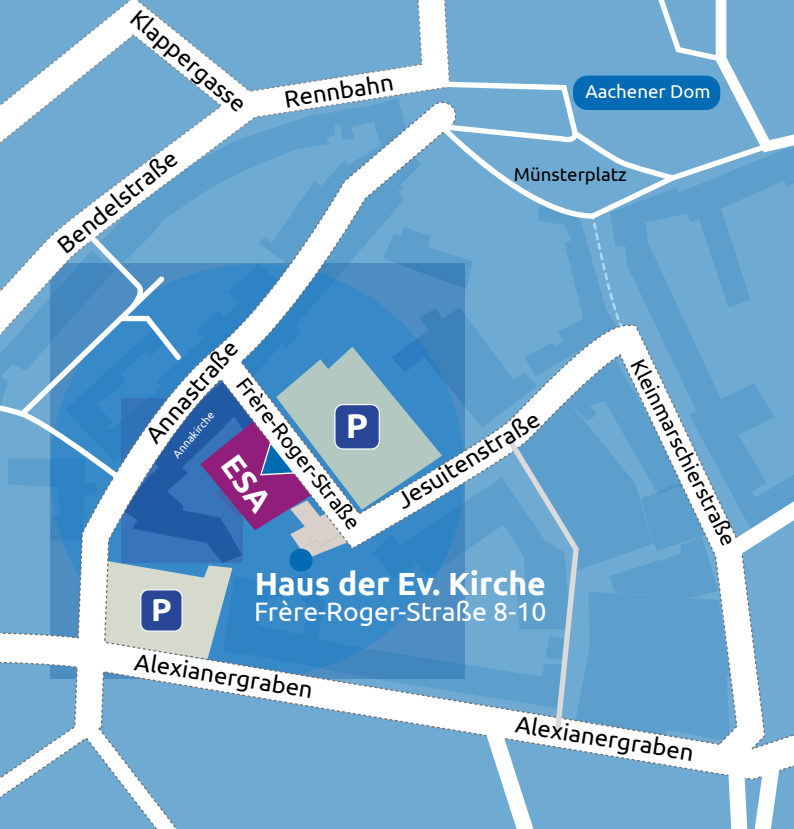 Klappergasse
Rennbahn
Aachener Dom
Bendelstraße
Münsterplatz
Annastraße
Annakirche
Frère-Roger-Straße
P
ESA
Jesuitenstraße
Kleinmarschierstraße
Haus der Ev. Kirche
Frère-Roger-Straße 8-10
P
Alexianergraben
Alexianergraben